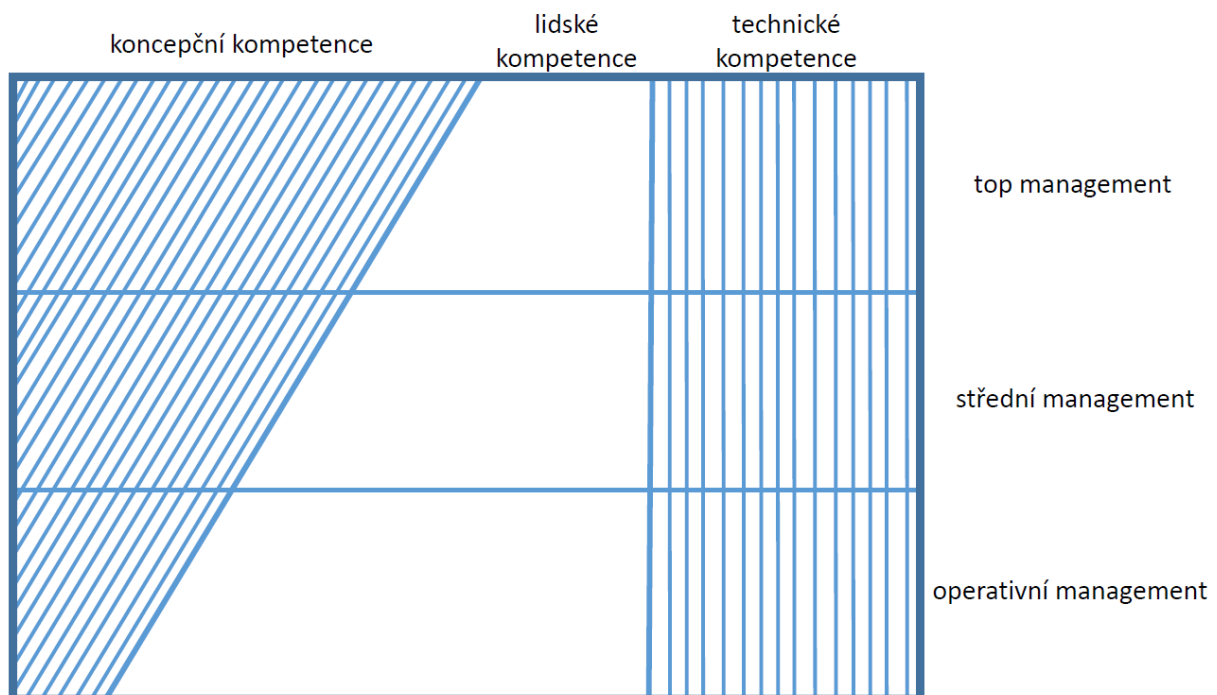 koncepční kompetence
lidské
kompetence
technické
kompetence
top management
střední management
operativní management